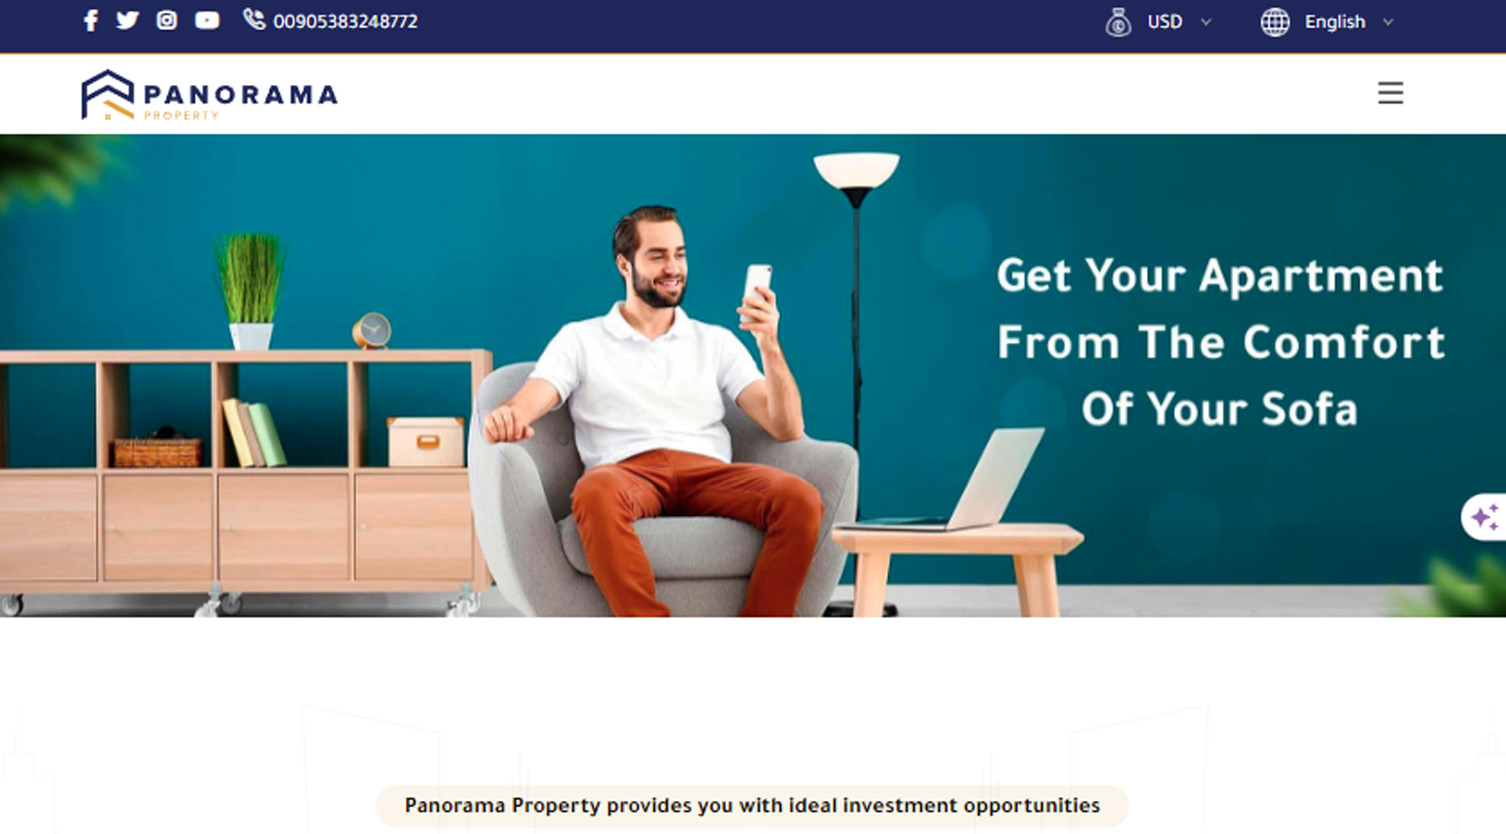 00905383248772
USD
English
PANORAMA
PROPERTY
Get Your Apartment
From The Comfort
Of Your Sofa
Panorama Property provides you with ideal investment opportunities